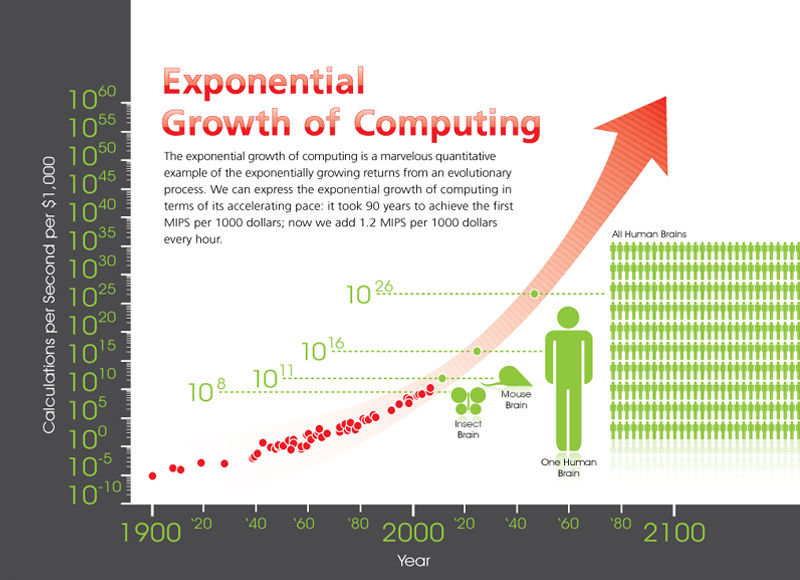 Exponential
Growth of Computing
The exponential growth of computing is a marvelous quantitative
example of the exponentially growing returns from an evolutionary
process. We can express the exponential growth of computing in
terms of its accelerating pace: it took 90 years to achieve the first
MIPS per 1000 dollars; now we add 1.2 MIPS per 1000 dollars
every hour.
Calculations per Second per $1,000
10^60
10^55
10^50
10^45
10^40
10^35
10^30
10^25
10^20
10^15
10^10
10^5
10^0
10^-5
10^-10
All Human Brains
10^26
10^16
10^11
10^8
Mouse
Brain
Insect
Brain
One Human
Brain
1900 '20 '40 '60 '80 2000 '20 '40 '60 '80 2100
Year